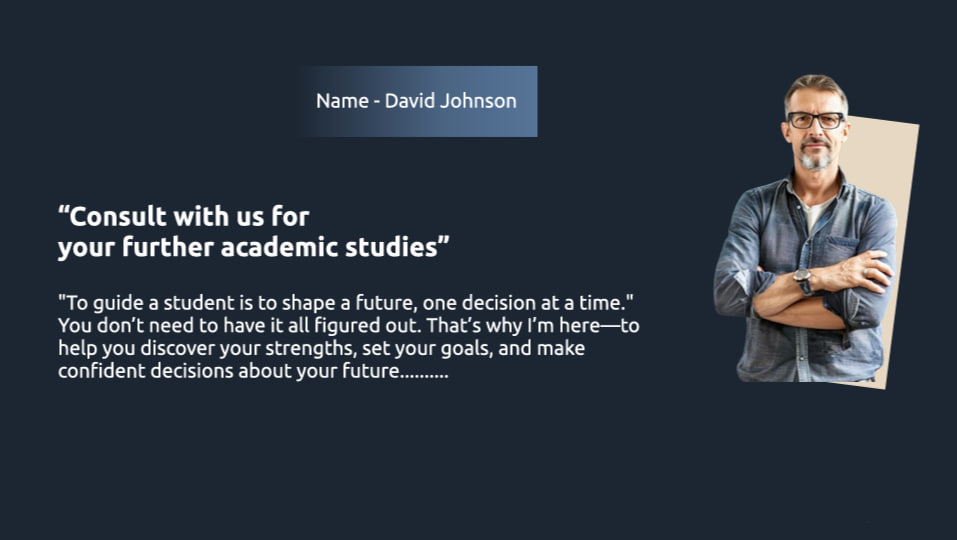 Name - David Johnson
“Consult with us for
your further academic studies”
"To guide a student is to shape a future, one decision at a time."
You don’t need to have it all figured out. That’s why I’m here—to
help you discover your strengths, set your goals, and make
confident decisions about your future..........